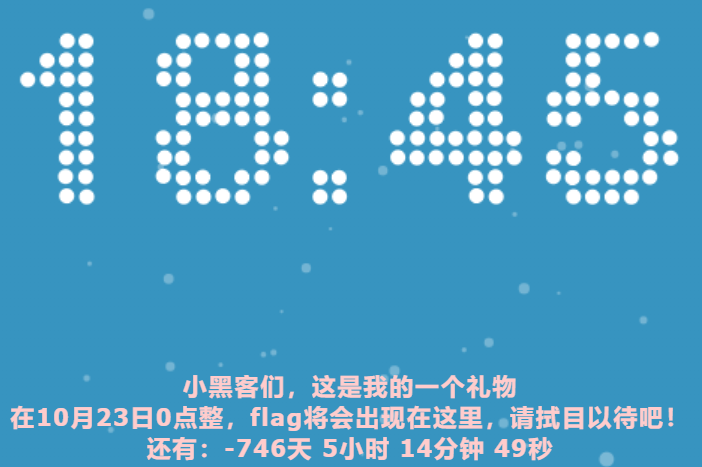 18:45
小黑客们，这是我的一个礼物
在10月23日0点整，flag将会出现在这里，请拭目以待吧！
还有：-746天 5小时 14分钟 49秒